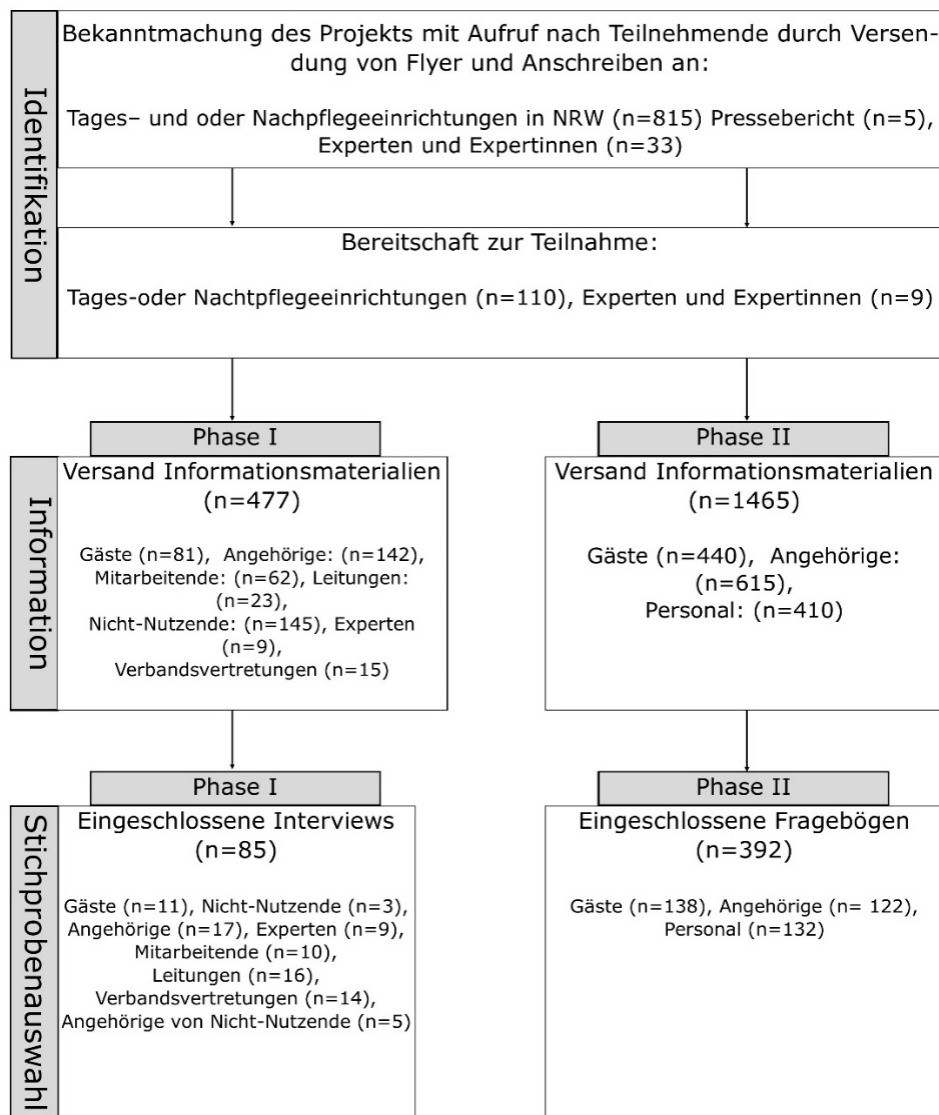 Identifikation
Bekanntmachung des Projekts mit Aufruf nach Teilnehmende durch Versen-
dung von Flyer und Anschreiben an:
Tages– und oder Nachpflegeeinrichtungen in NRW (n=815) Pressebericht (n=5),
Experten und Expertinnen (n=33)
Bereitschaft zur Teilnahme:
Tages-oder Nachtpflegeeinrichtungen (n=110), Experten und Expertinnen (n=9)
Information
Phase I
Versand Informationsmaterialien
(n=477)
Gäste (n=81), Angehörige: (n=142),
Mitarbeitende: (n=62), Leitungen:
(n=23),
Nicht-Nutzende: (n=145), Experten
(n=9),
Verbandsvertretungen (n=15)
Phase II
Versand Informationsmaterialien
(n=1465)
Gäste (n=440), Angehörige:
(n=615),
Personal: (n=410)
Stichprobenauswahl
Phase I
Eingeschlossene Interviews
(n=85)
Gäste (n=11), Nicht-Nutzende (n=3),
Angehörige (n=17), Experten (n=9),
Mitarbeitende (n=10),
Leitungen (n=16),
Verbandsvertretungen (n=14),
Angehörige von Nicht-Nutzende (n=5)
Phase II
Eingeschlossene Fragebögen
(n=392)
Gäste (n=138), Angehörige (n= 122),
Personal (n=132)